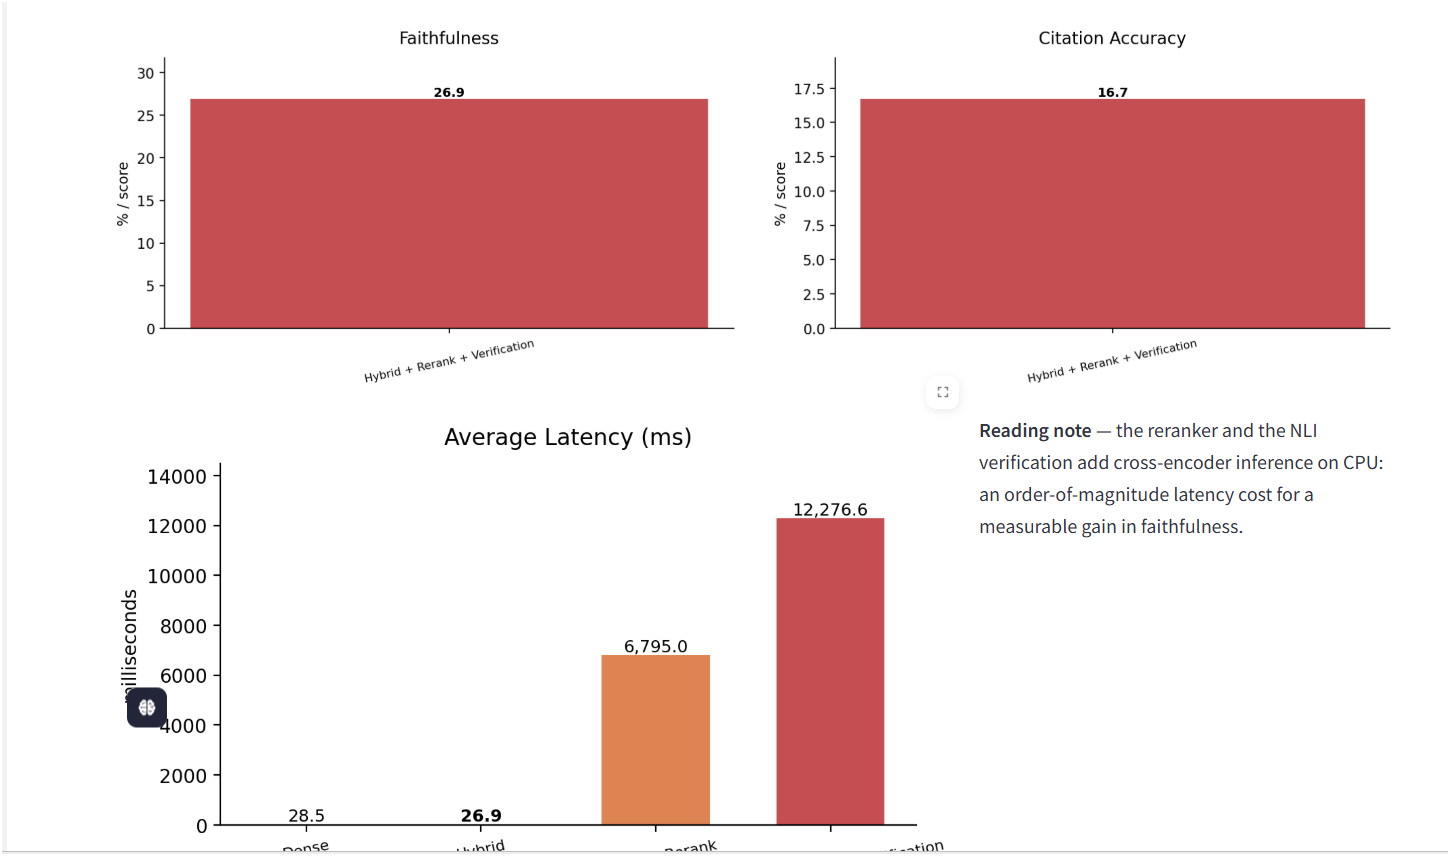 Faithfulness
30
25
20
15
10
5
0
% / score
26.9
Hybrid + Rerank + Verification
Citation Accuracy
17.5
15.0
12.5
10.0
7.5
5.0
2.5
0.0
% / score
16.7
Hybrid + Rerank + Verification
Average Latency (ms)
14000
12000
10000
8000
6000
4000
2000
0
28.5
26.9
6,795.0
12,276.6
Dense
Hybrid
Rerank
Reading note — the reranker and the NLI
verification add cross-encoder inference on CPU:
an order-of-magnitude latency cost for a
measurable gain in faithfulness.